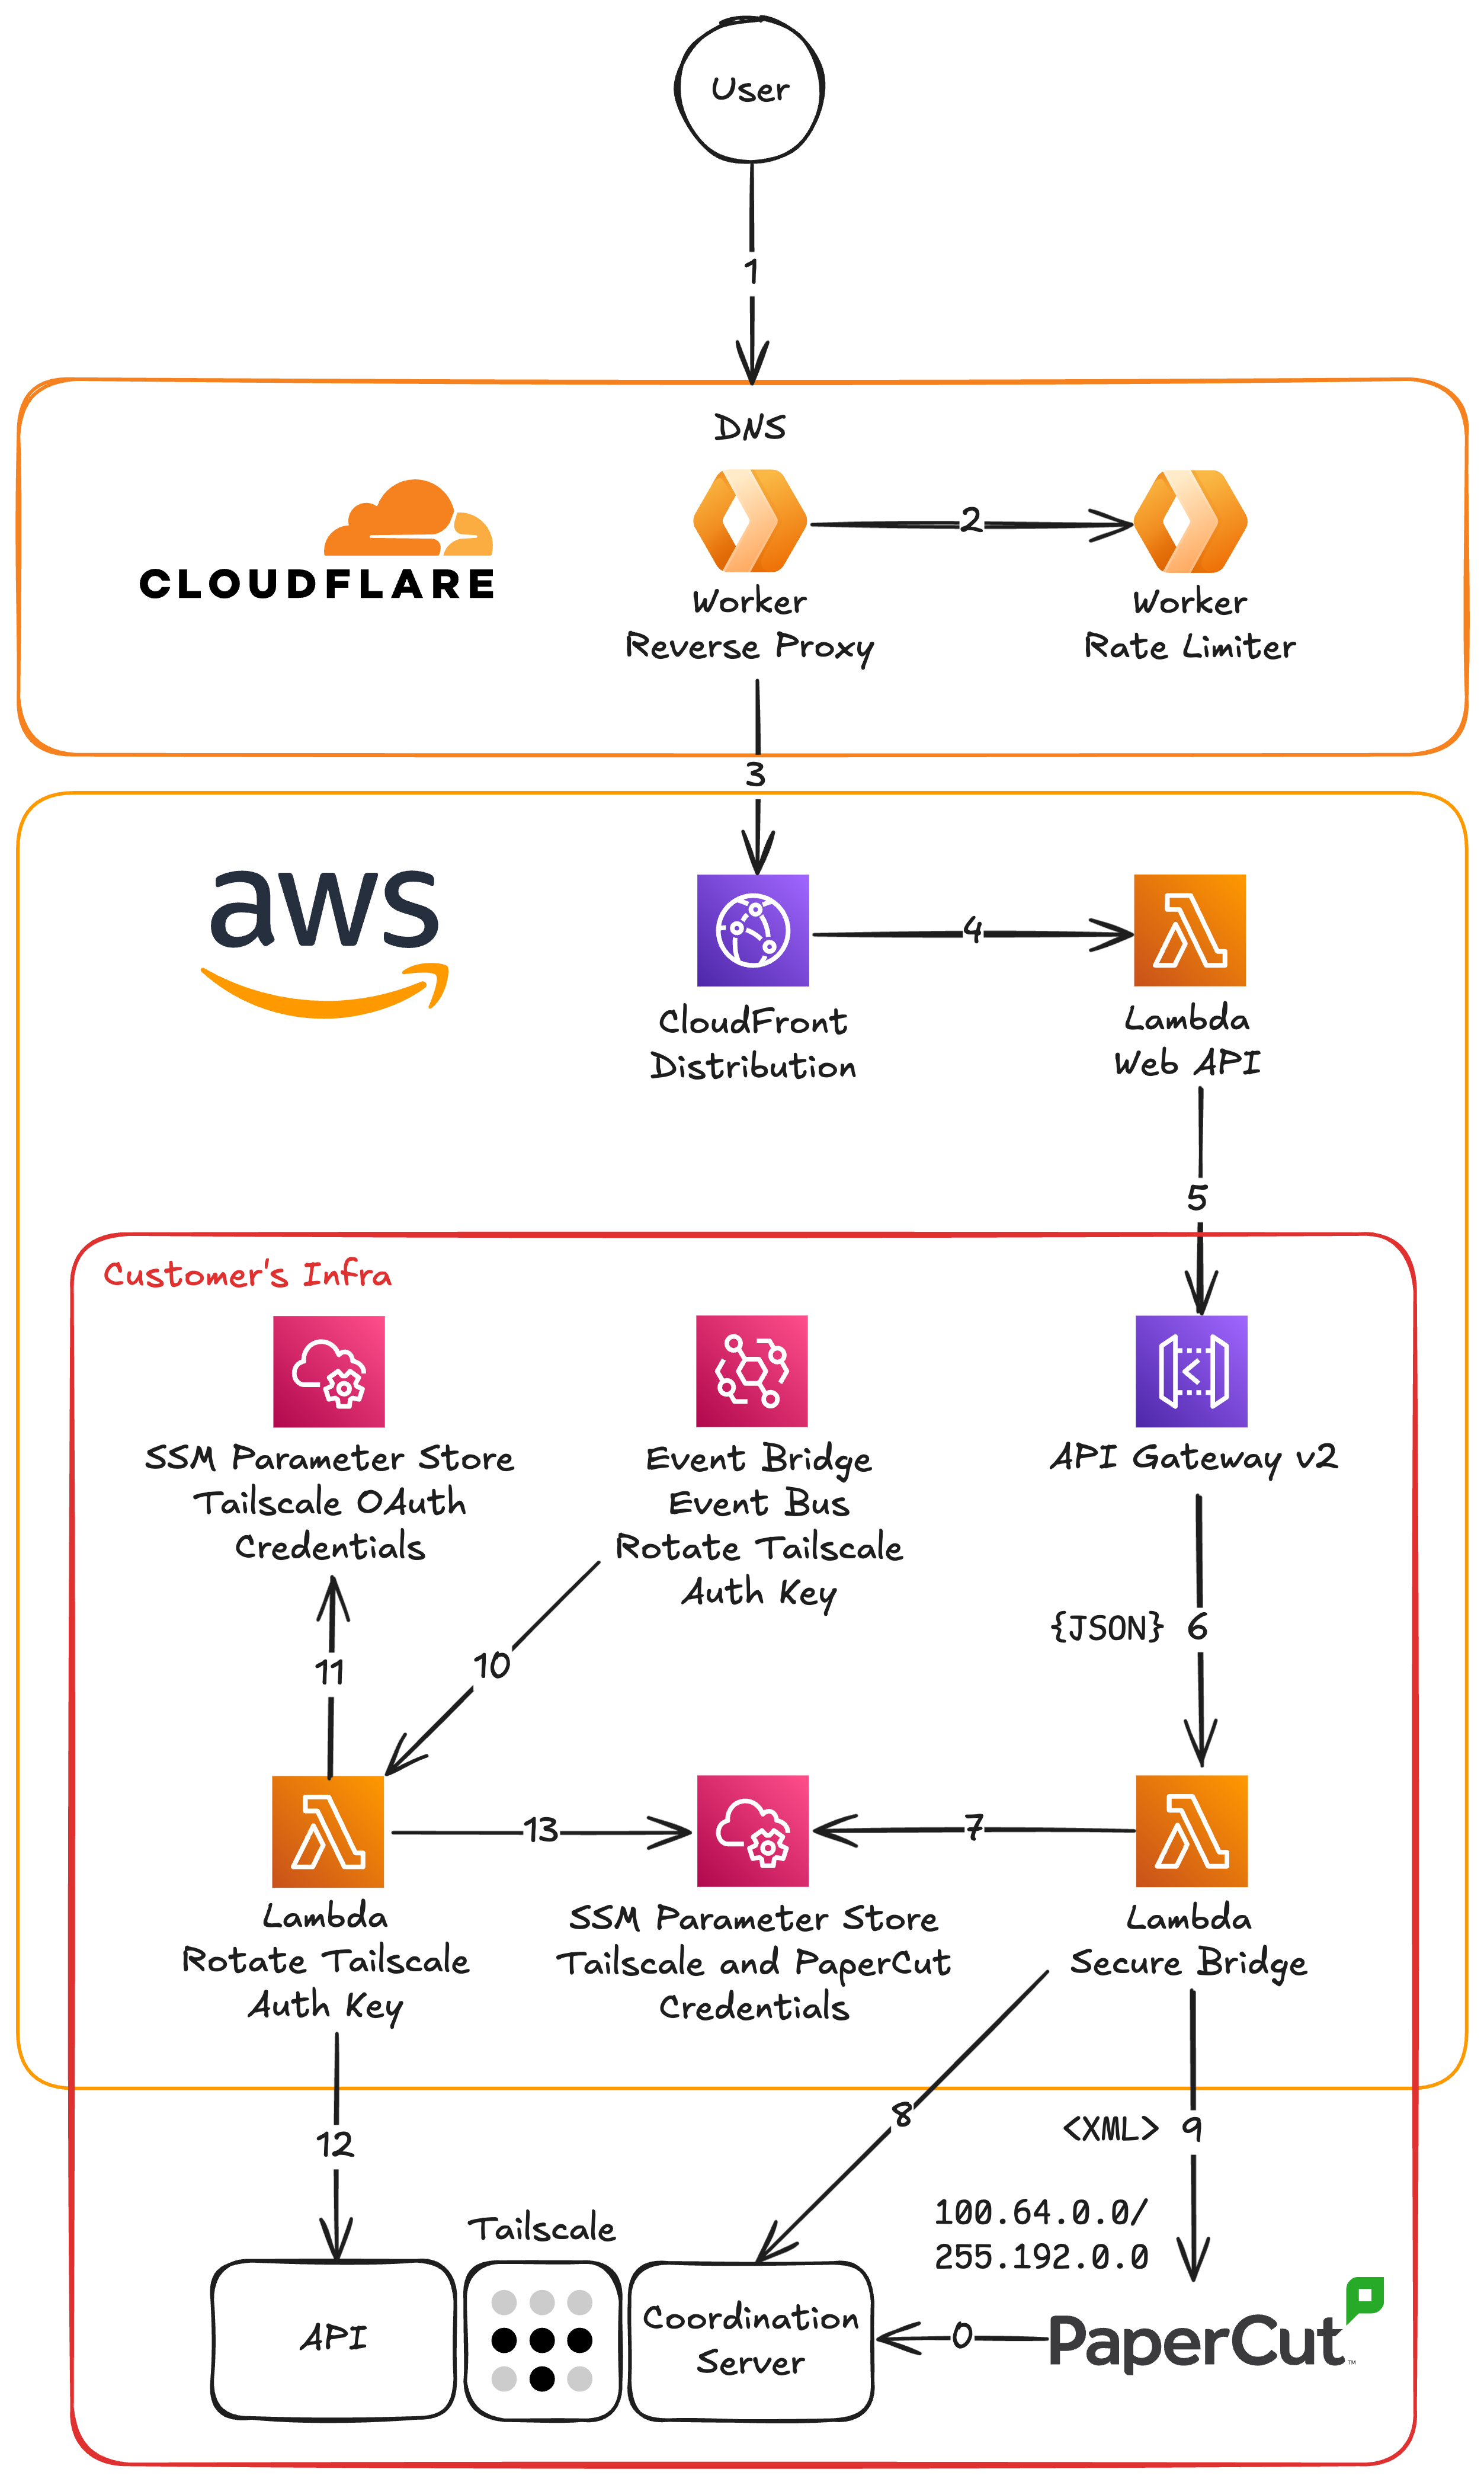 User
1
DNS
CLOUDFLARE
2
Worker
Reverse Proxy
Worker
Rate Limiter
3
aws
4
CloudFront
Distribution
Lambda
Web API
5
Customer's Infra
SSM Parameter Store
Tailscale OAuth
Credentials
Event Bridge
Event Bus
Rotate Tailscale
Auth Key
API Gateway v2
{JSON} 6
11
10
13
7
Lambda
Rotate Tailscale
Auth Key
SSM Parameter Store
Tailscale and PaperCut
Credentials
Lambda
Secure Bridge
8
<XML> 9
12
100.64.0.0/
255.192.0.0
Tailscale
API
Coordination
Server
0
PaperCut™